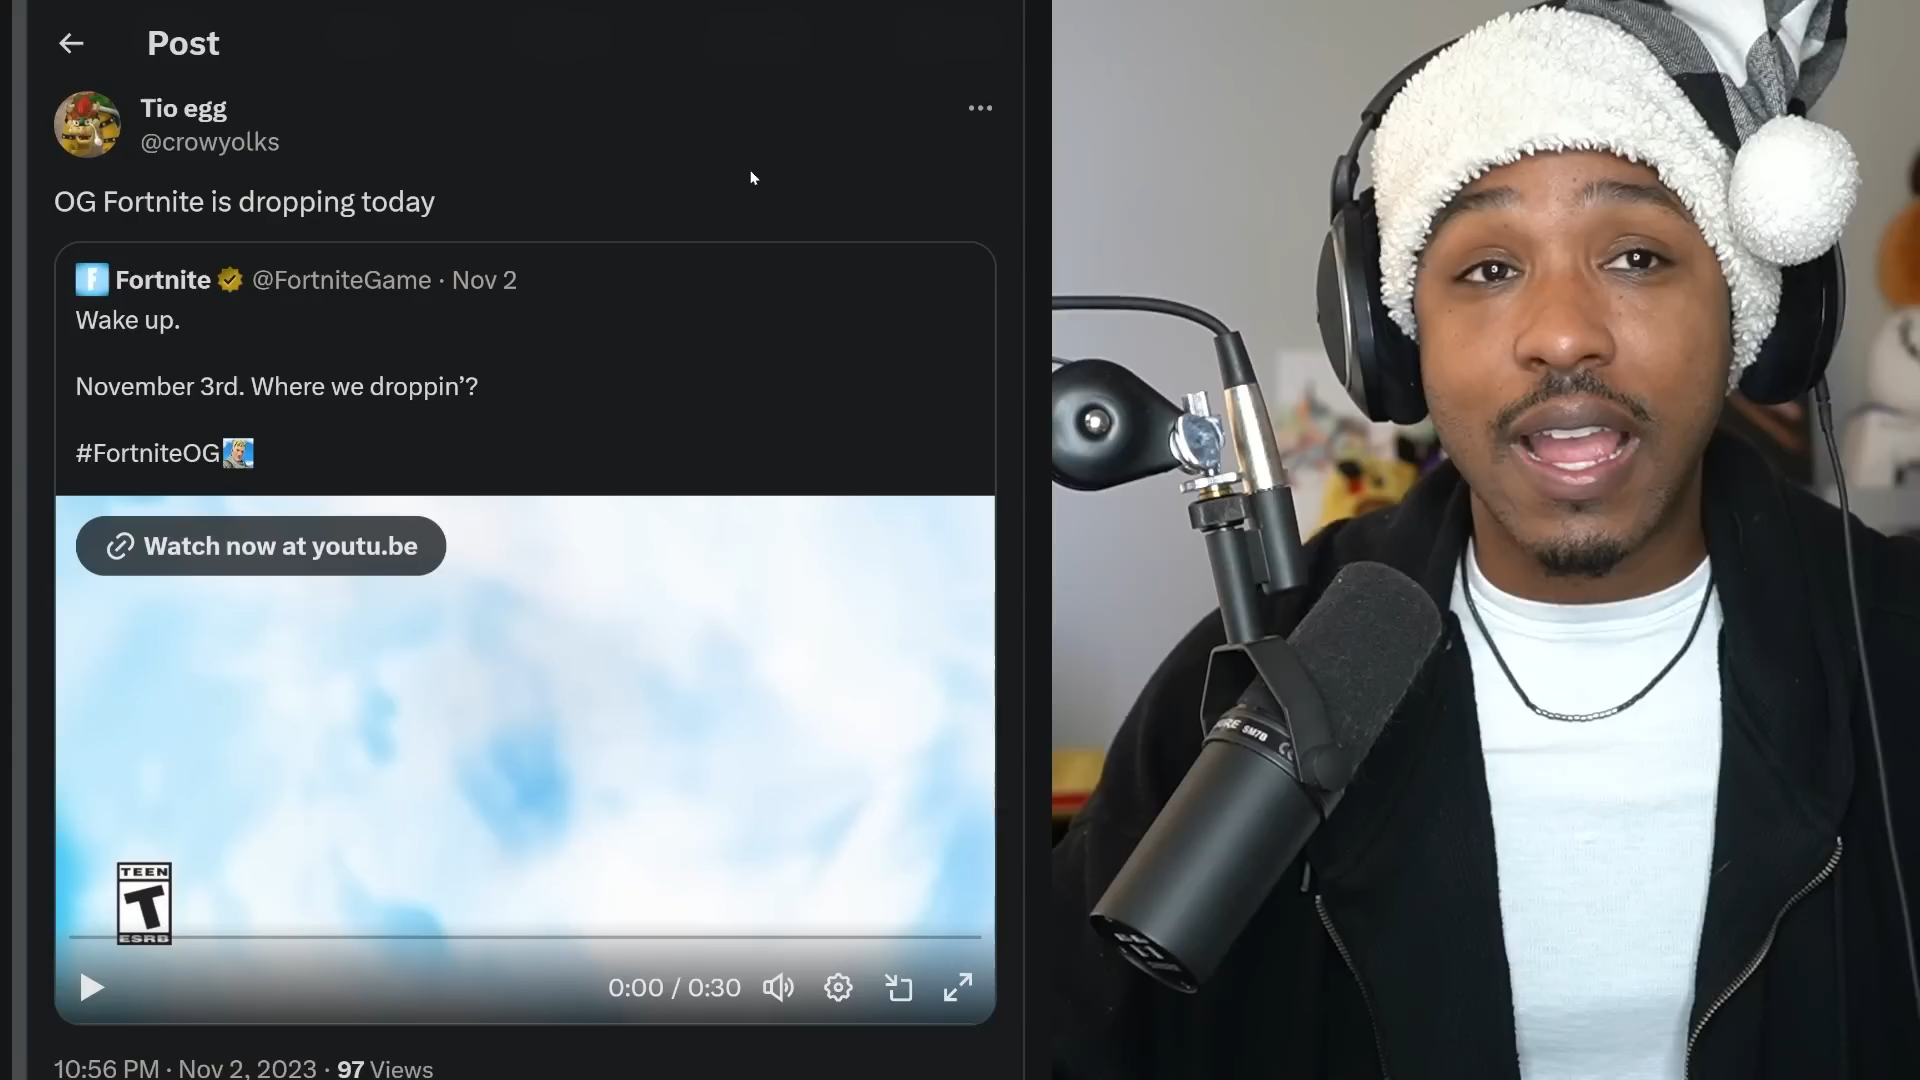 Post
Tio egg
@crowyolks
OG Fortnite is dropping today
Fortnite @FortniteGame · Nov 2
Wake up.
November 3rd. Where we droppin’?
#FortniteOG
Watch now at youtu.be
TEEN
T
ESRB
0:00 / 0:30
10:56 PM · Nov 2, 2023 · 97 Views
SM7B